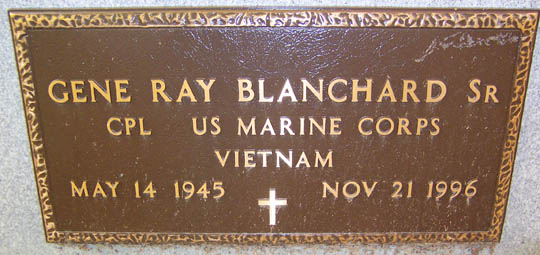 GENE RAY BLANCHARD SR
CPL US MARINE CORPS
VIETNAM
MAY 14 1945 NOV 21 1996